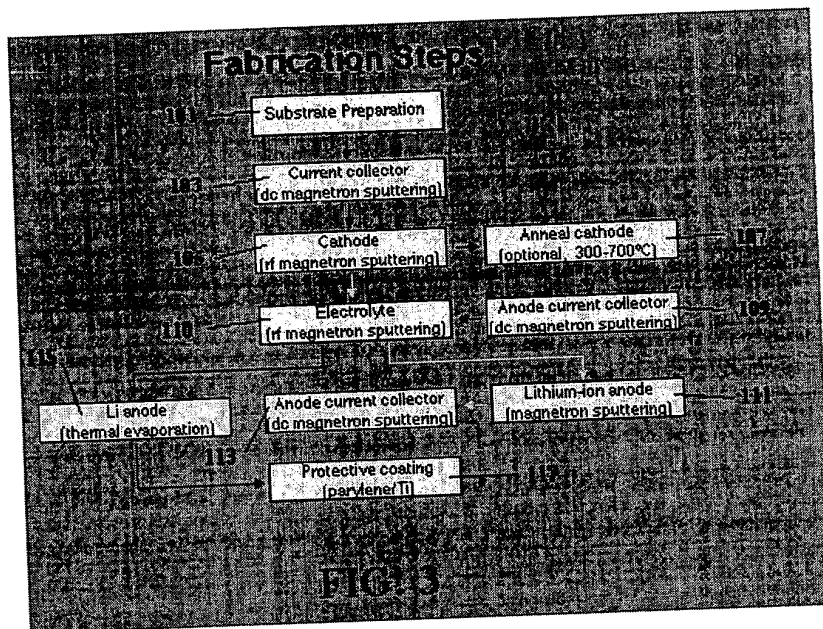 Fabrication Steps
101
Substrate Preparation
103
Current collector
(dc magnetron sputtering)
105
Cathode
(rf magnetron sputtering)
Anneal cathode
(optional, 300-700ºC)
107
110
Electrolyte
(rf magnetron sputtering)
Anode current collector
(dc magnetron sputtering)
109
115
Li anode
(thermal evaporation)
Anode current collector
(dc magnetron sputtering)
Lithium-ion anode
(magnetron sputtering)
111
113
Protective coating
(parylene/Ti)
FIG. 3